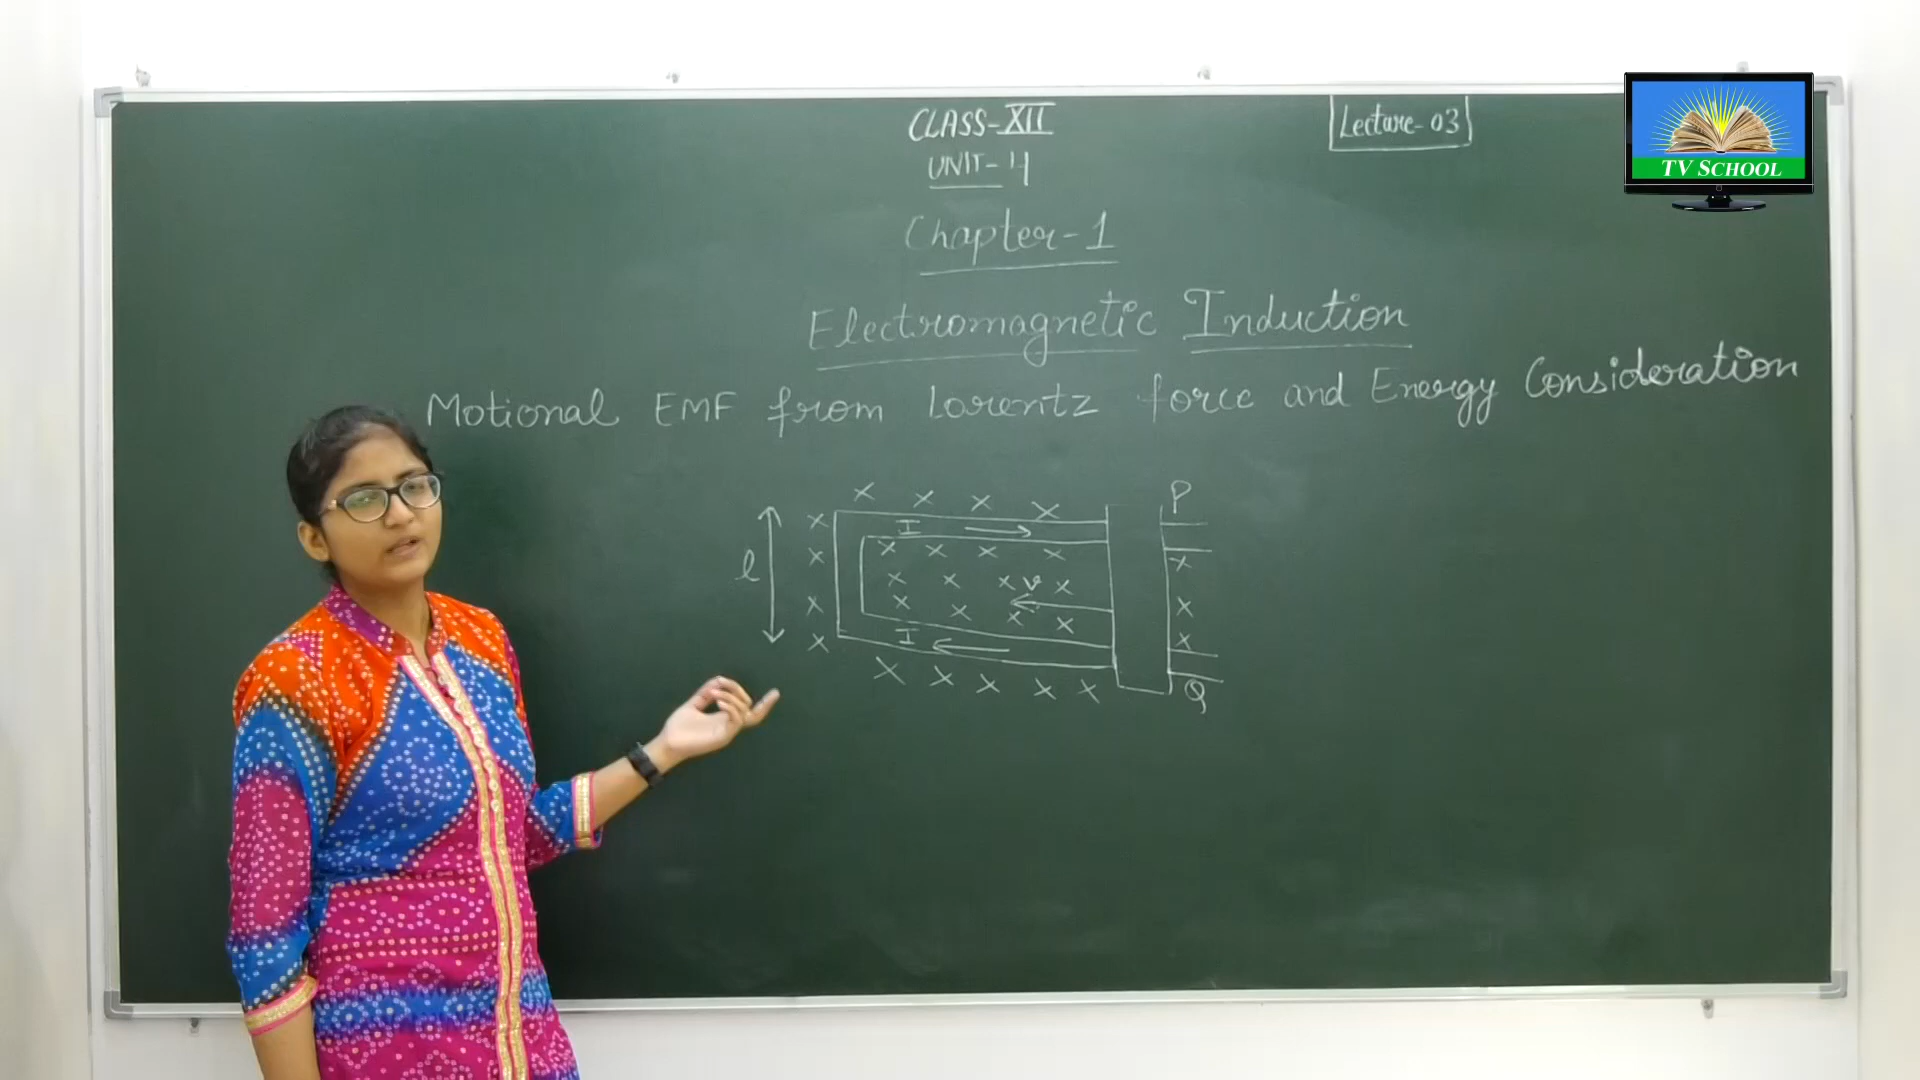 CLASS-XII
Lecture-03
TV SCHOOL
UNIT-4
Chapter-1
Electromagnetic Induction
Motional EMF from Lorentz force and Energy Consideration
P
I
l
v
I
Q